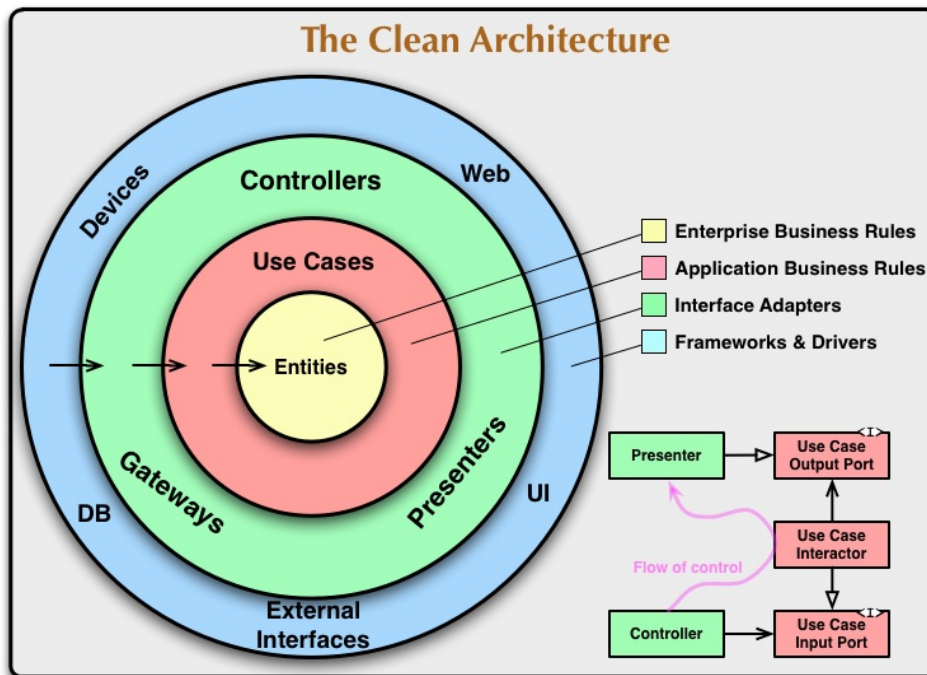 The Clean Architecture
Devices
Web
Controllers
Use Cases
Entities
Gateways
Presenters
DB
UI
External
Interfaces
Enterprise Business Rules
Application Business Rules
Interface Adapters
Frameworks & Drivers
Presenter
<I>
Use Case
Output Port
Flow of control
Use Case
Interactor
Controller
<I>
Use Case
Input Port